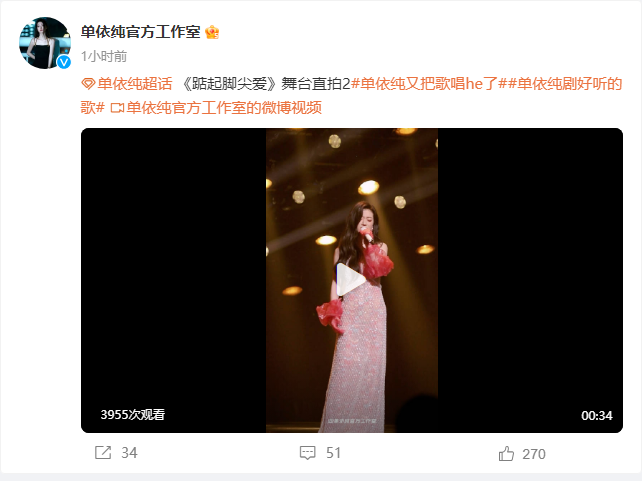 单依纯官方工作室
1小时前
单依纯超话 《踮起脚尖爱》舞台直拍2#单依纯又把歌唱he了##单依纯剧好听的
歌# 单依纯官方工作室的微博视频
3955次观看
00:34
34
51
270